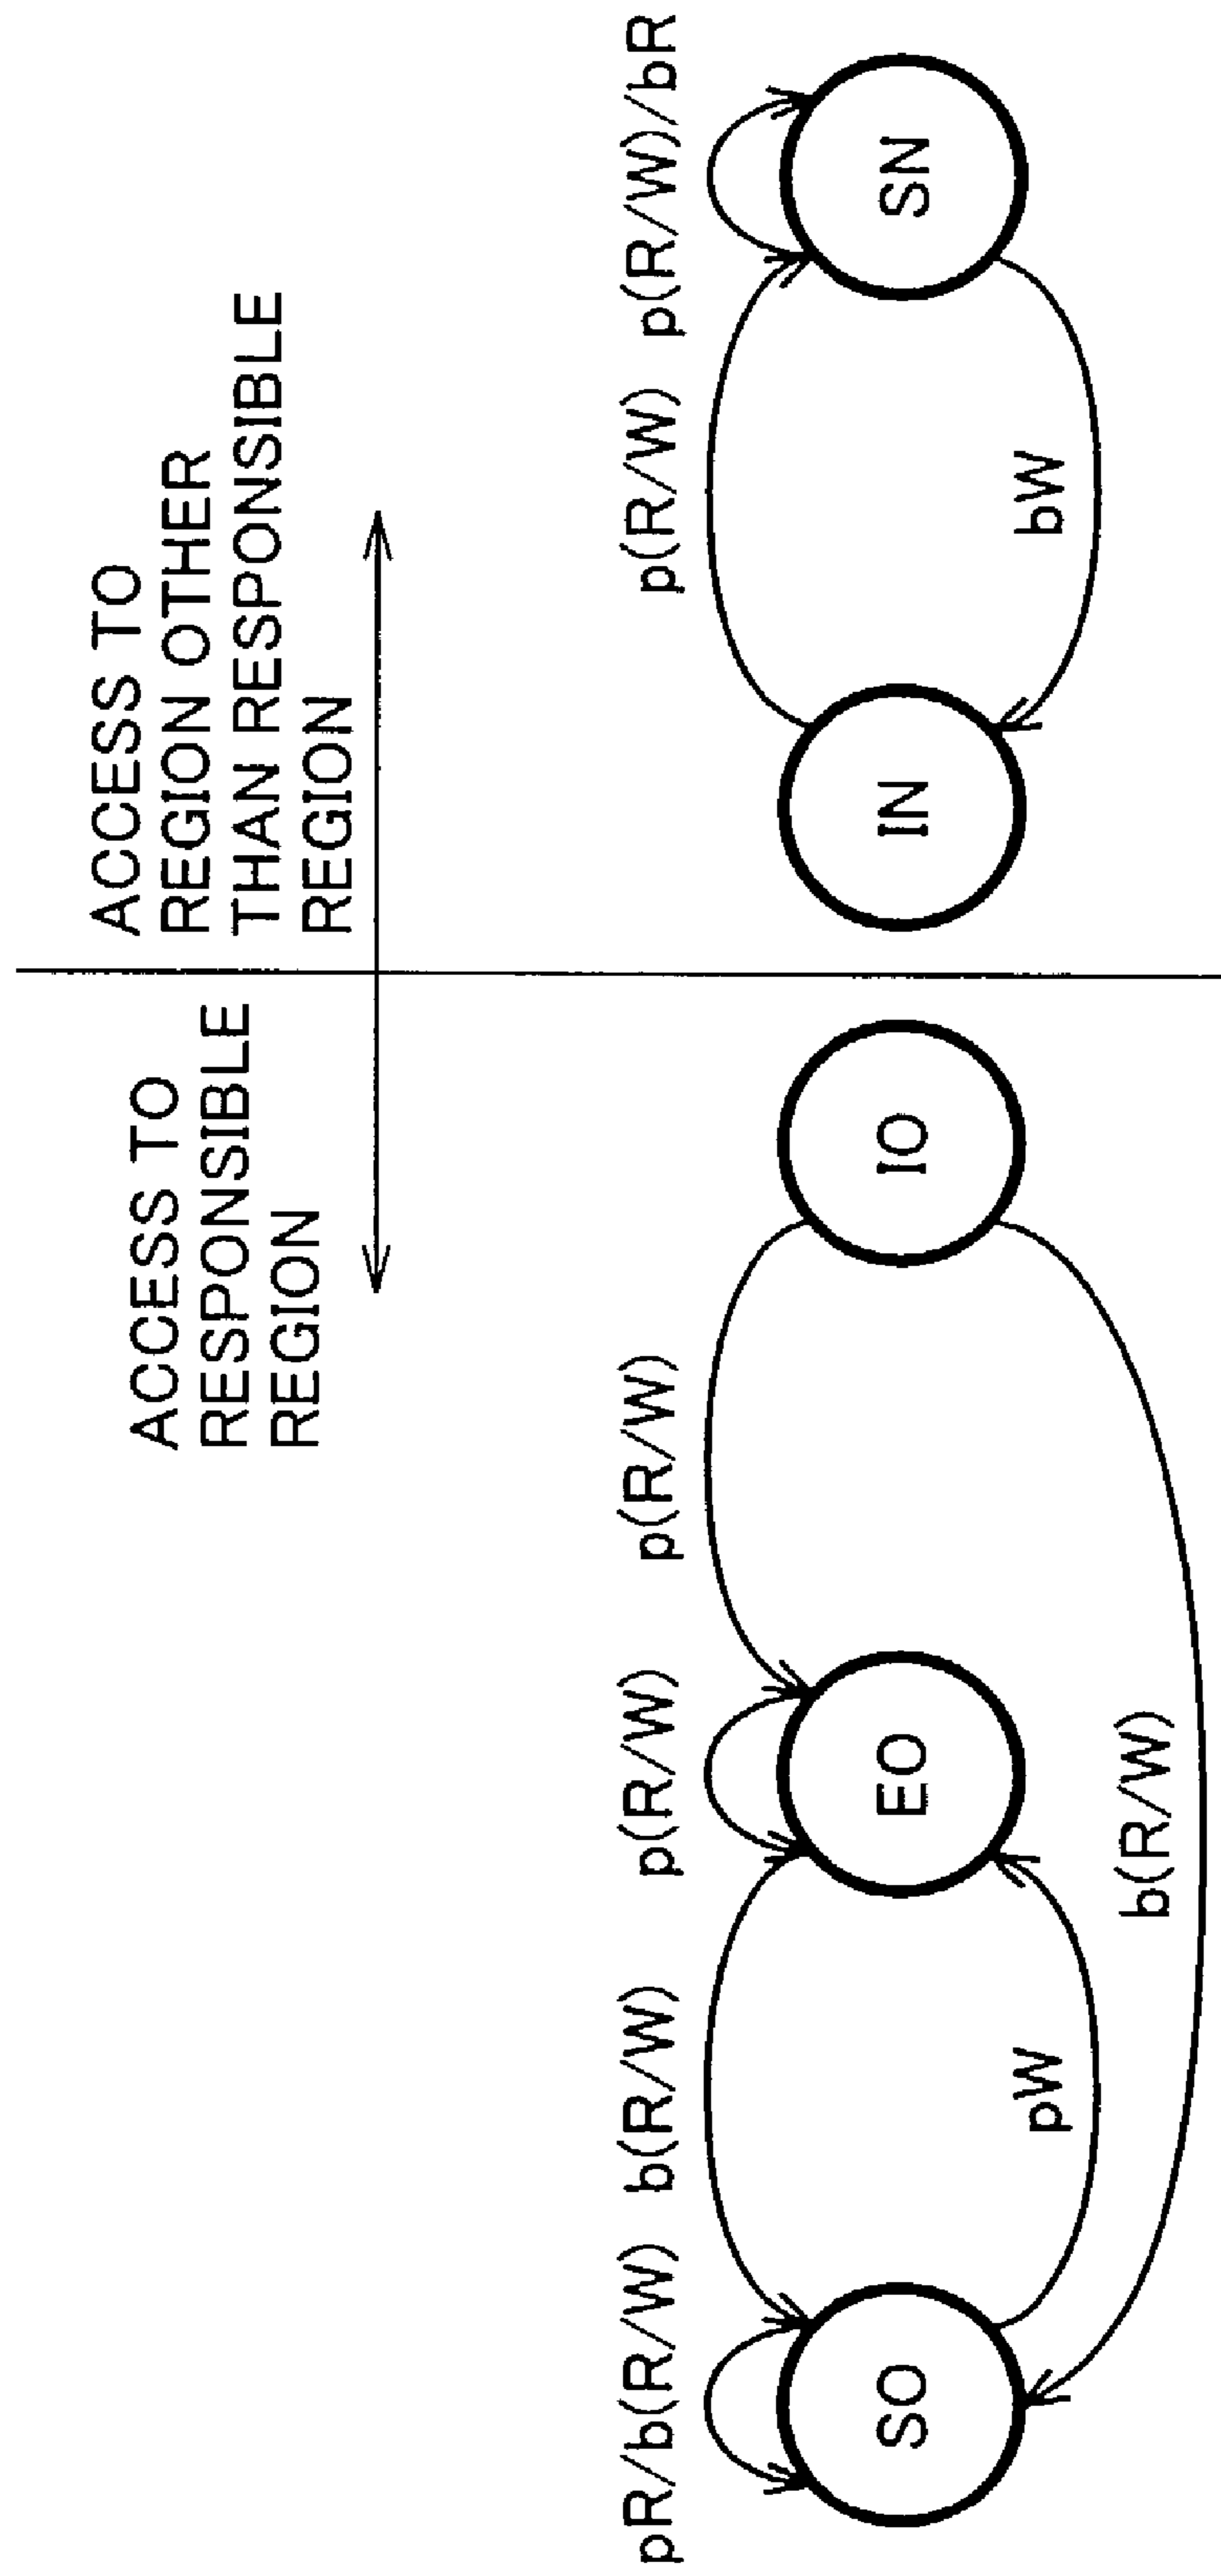 ACCESS TO
RESPONSIBLE
REGION
ACCESS TO
REGION OTHER
THAN RESPONSIBLE
REGION
pR/b(R/W)
b(R/W)
p(R/W)
p(R/W)
p(R/W)
p(R/W)/bR
SO
EO
IO
IN
SN
pW
bW
b(R/W)